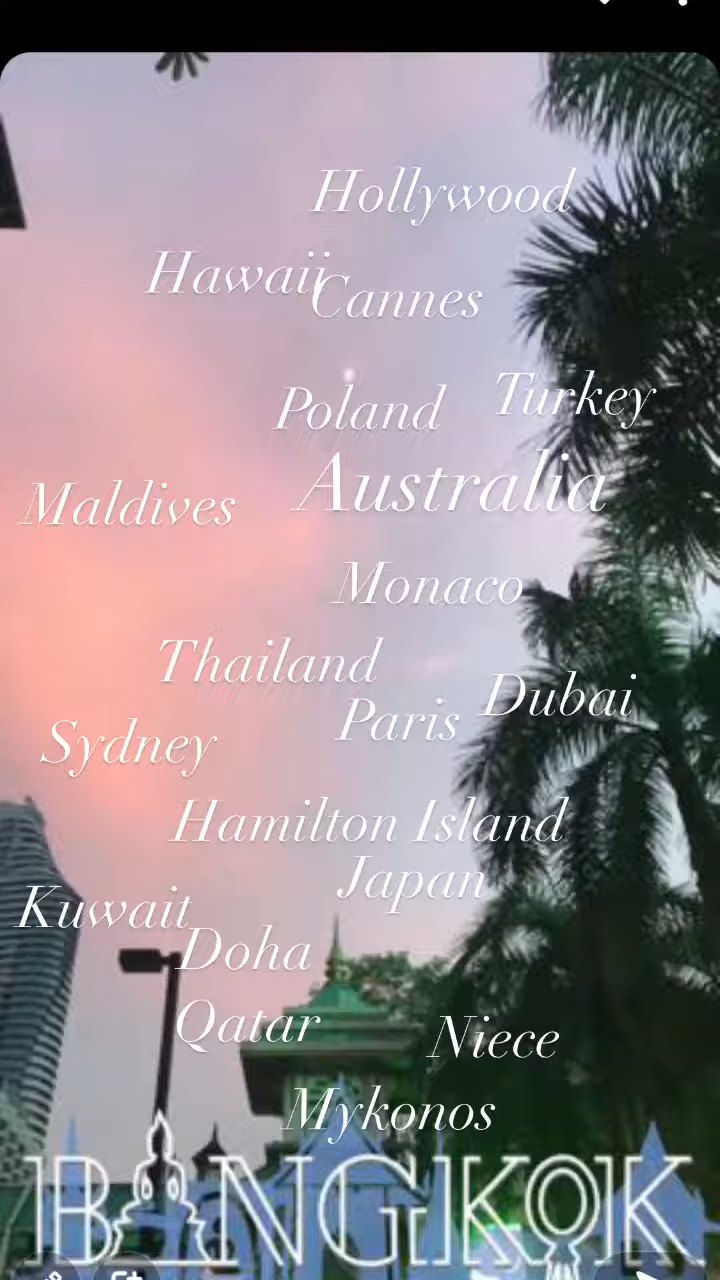 Hollywood
Hawaii
Cannes
Turkey
Poland
Australia
Maldives
Monaco
Thailand
Dubai
Paris
Sydney
Hamilton Island
Japan
Kuwait
Doha
Qatar
Niece
Mykonos
BANGKOK